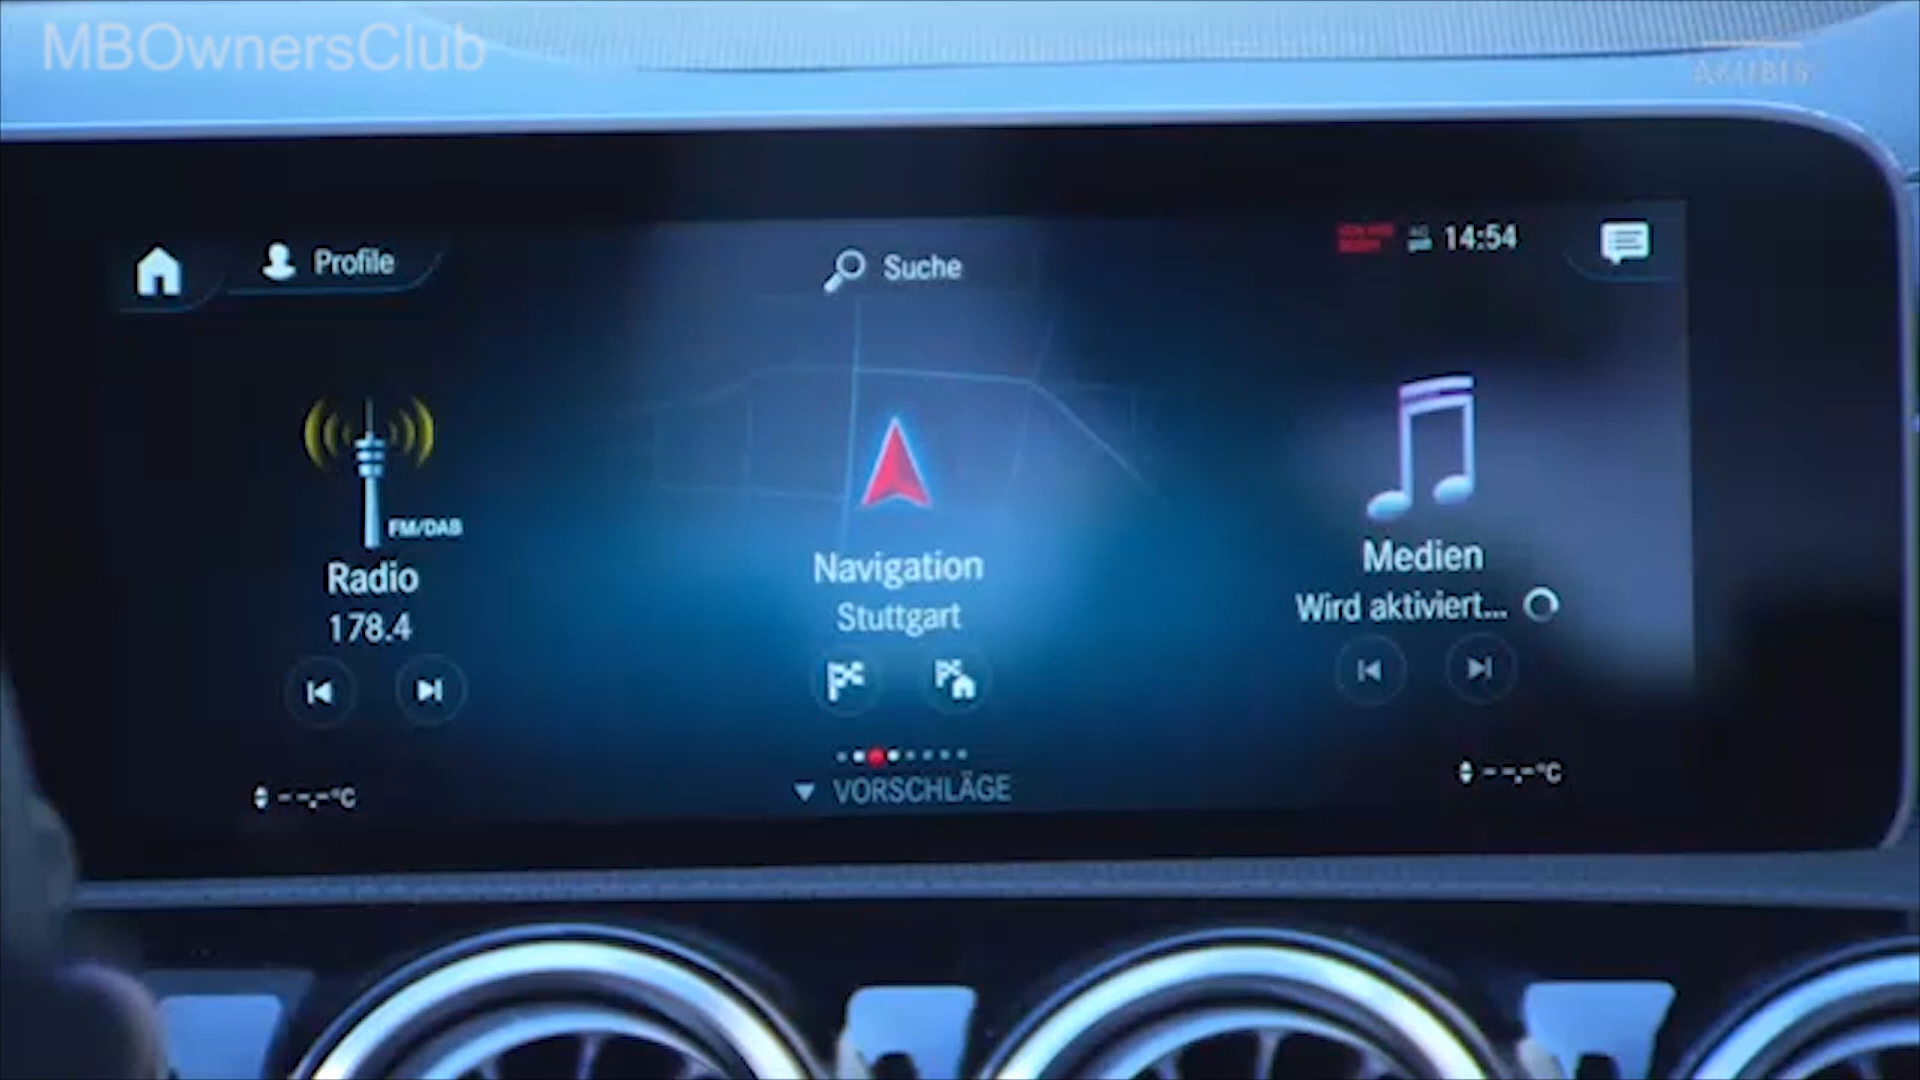 MBOwnersClub
Profile
Suche
14:54
FM/DAB
Radio
178.4
Navigation
Stuttgart
Medien
Wird aktiviert...
VORSCHLÄGE
--.-°C
--.-°C